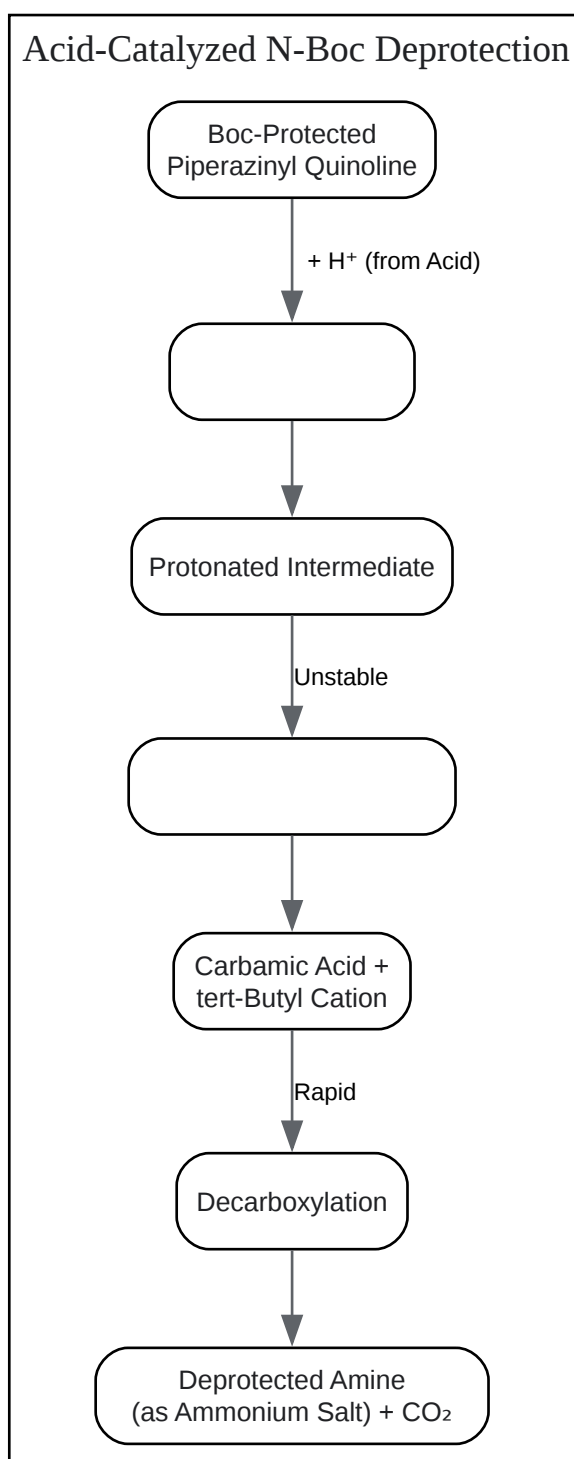 Acid-Catalyzed N-Boc Deprotection
Boc-Protected
Piperazinyl Quinoline
+ H⁺ (from Acid)
Protonated Intermediate
Unstable
Carbamic Acid +
tert-Butyl Cation
Rapid
Decarboxylation
Deprotected Amine
(as Ammonium Salt) + CO₂